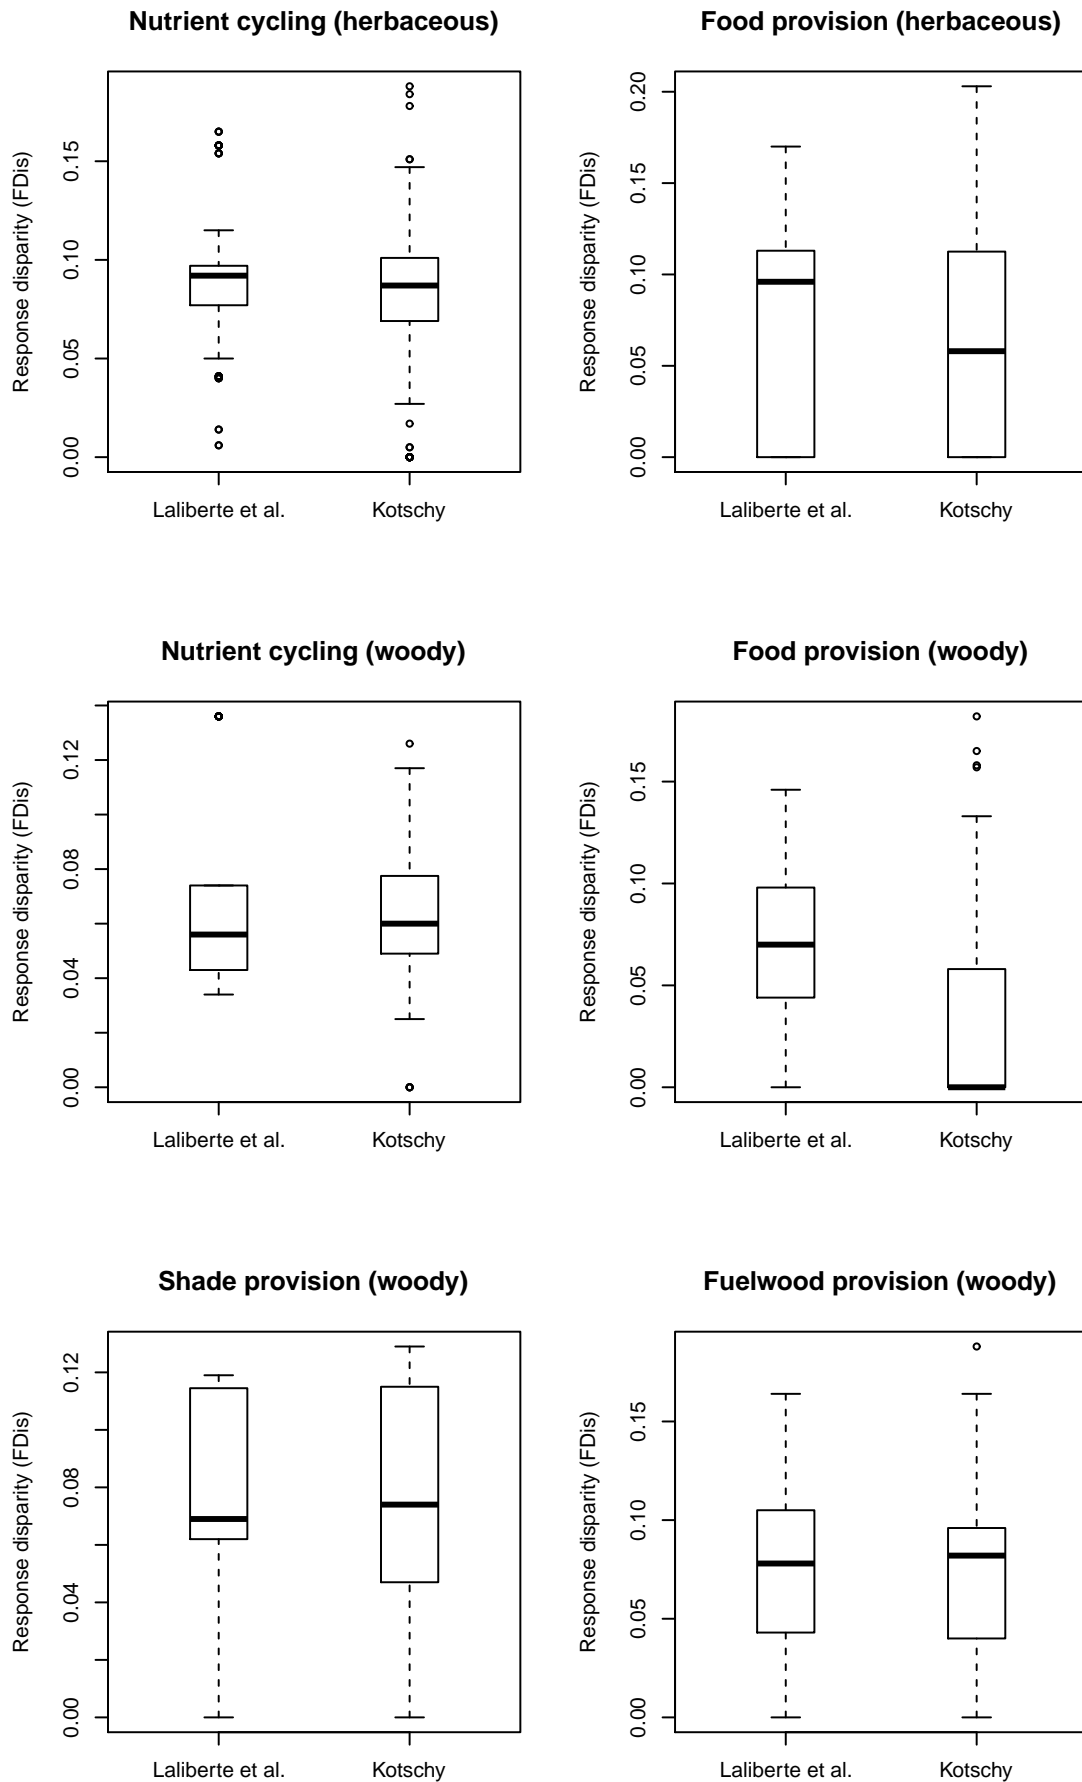 Nutrient cycling (herbaceous)
Response disparity (FDis)
0.15
0.10
0.05
0.00
Laliberte et al.
Kotschy
Food provision (herbaceous)
Response disparity (FDis)
0.20
0.15
0.10
0.05
0.00
Laliberte et al.
Kotschy
Nutrient cycling (woody)
Response disparity (FDis)
0.12
0.08
0.04
0.00
Laliberte et al.
Kotschy
Food provision (woody)
Response disparity (FDis)
0.15
0.10
0.05
0.00
Laliberte et al.
Kotschy
Shade provision (woody)
Response disparity (FDis)
0.12
0.08
0.04
0.00
Laliberte et al.
Kotschy
Fuelwood provision (woody)
Response disparity (FDis)
0.15
0.10
0.05
0.00
Laliberte et al.
Kotschy